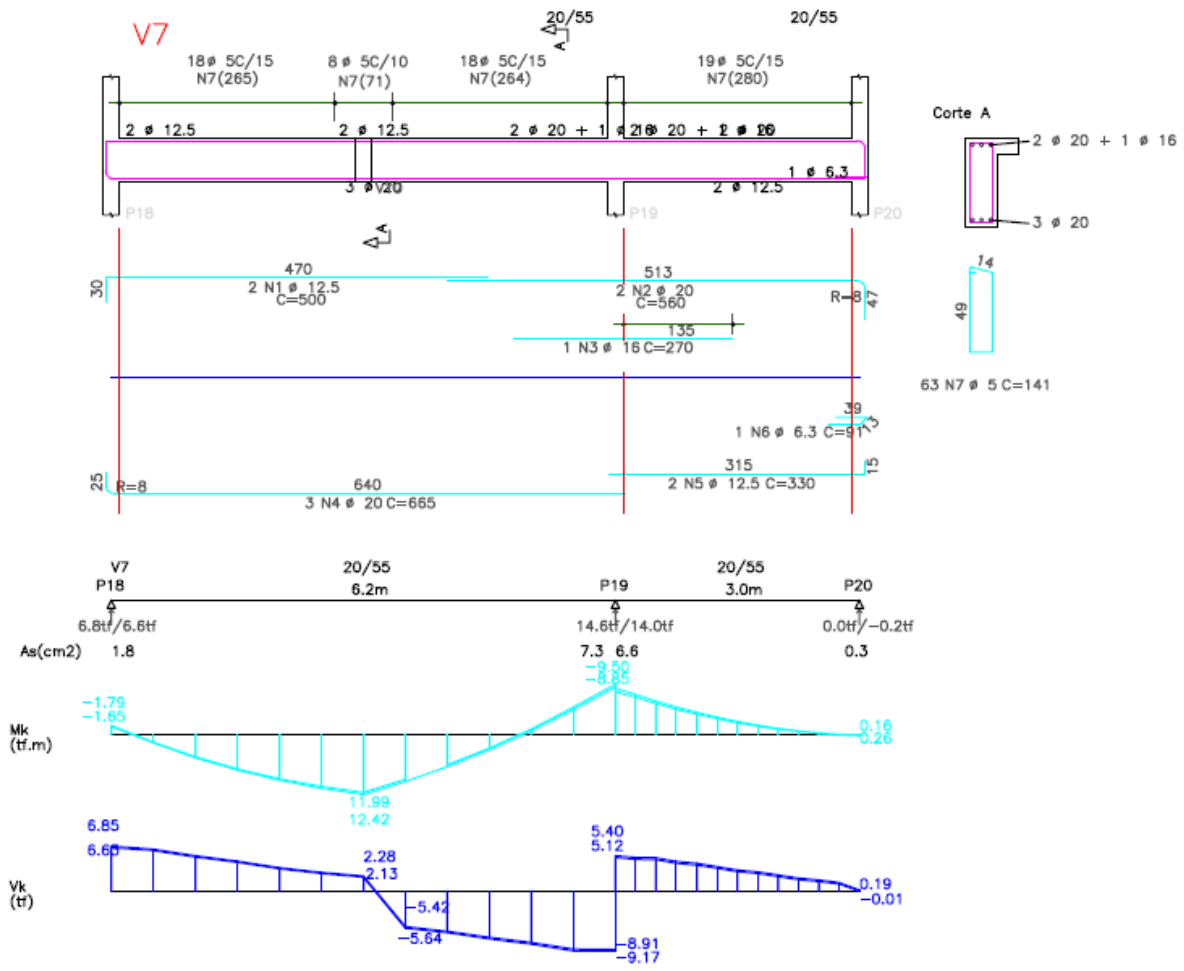 V7
20/55
20/55
A
18ø 5C/15
8 ø 5C/10
18ø 5C/15
19ø 5C/15
N7(265)
N7(71)
N7(264)
N7(280)
Corte A
2 ø 12.5
2 ø 12.5
2 ø 20 + 1 ø 16
2 ø 20 + 1 ø 16
2 ø 20 + 1 ø 16
1 ø 6.3
3 ø 20
2 ø 12.5
P18
P19
P20
3 ø 20
A
470
513
14
30
2 N1 ø 12.5
C=500
2 N2 ø 20
C=560
R=8
47
49
135
1 N3 ø 16 C=270
63 N7 ø 5 C=141
39
13
1 N6 ø 6.3 C=91
25
R=8
640
3 N4 ø 20 C=665
315
2 N5 ø 12.5 C=330
15
V7
20/55
20/55
P18
6.2m
P19
3.0m
P20
6.8tf/6.6tf
14.6tf/14.0tf
0.0tf/-0.2tf
As(cm2)
1.8
7.3
6.6
0.3
-9.50
-8.85
-1.79
-1.65
Mk
(tf.m)
0.16
0.26
11.99
12.42
6.85
5.40
5.12
2.28
2.13
Vk
(tf)
0.19
-0.01
-5.42
-5.64
-8.91
-9.17